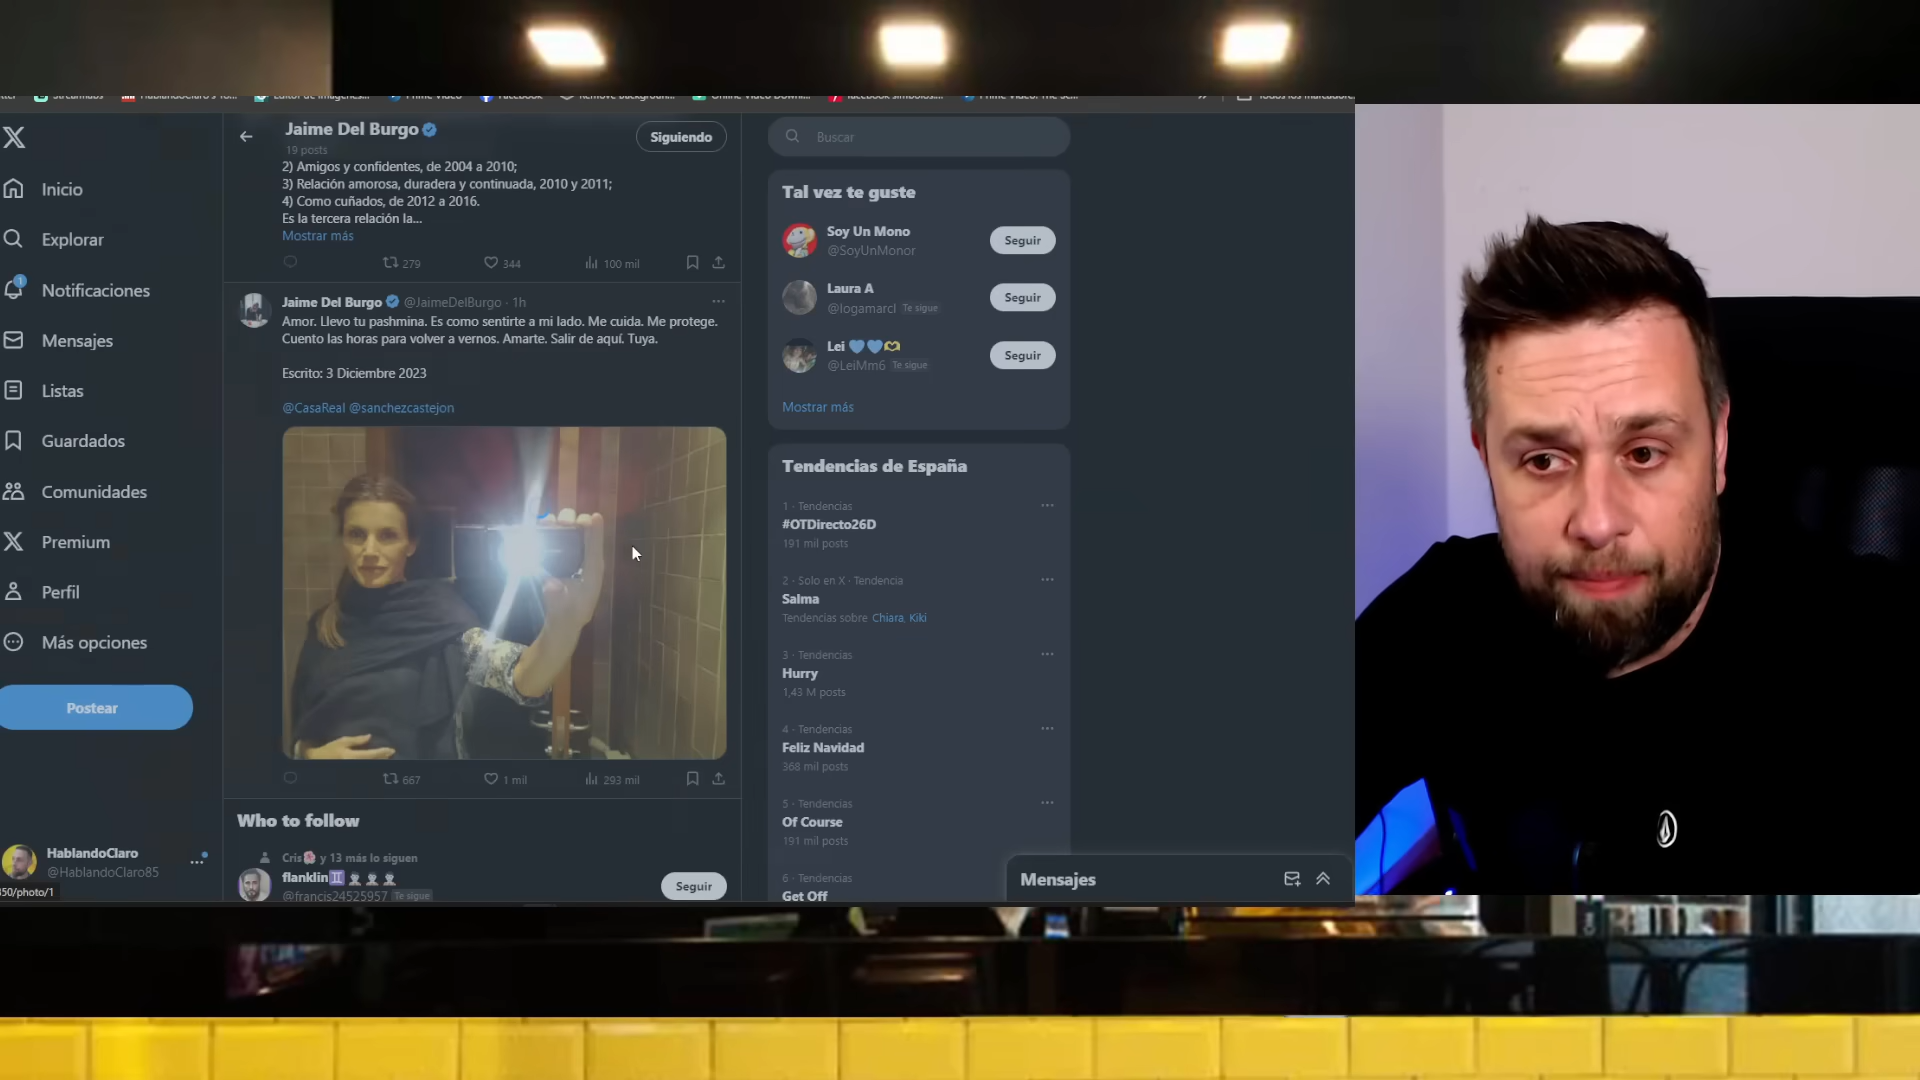 Jaime Del Burgo
19 posts
Siguiendo
Buscar
Inicio
Explorar
Notificaciones
1
Mensajes
Listas
Guardados
Comunidades
Premium
Perfil
Más opciones
Postear
HablandoClaro
@HablandoClaro85
450/photo/1
2) Amigos y confidentes, de 2004 a 2010;
3) Relación amorosa, duradera y continuada, 2010 y 2011;
4) Como cuñados, de 2012 a 2016.
Es la tercera relación la...
Mostrar más
279 344 100 mil
Jaime Del Burgo @JaimeDelBurgo · 1h
Amor. Llevo tu pashmina. Es como sentirte a mi lado. Me cuida. Me protege.
Cuento las horas para volver a vernos. Amarte. Salir de aquí. Tuya.
Escrito: 3 Diciembre 2023
@CasaReal @sanchezcastejon
667 1 mil 293 mil
Who to follow
Cris y 13 más lo siguen
flanklin
@francis24525957 Te sigue
Seguir
Tal vez te guste
Soy Un Mono
@SoyUnMonor
Seguir
Laura A
@logamarcl Te sigue
Seguir
Lei
@LeiMm6 Te sigue
Seguir
Mostrar más
Tendencias de España
1 · Tendencias
#OTDirecto26D
191 mil posts
2 · Solo en X · Tendencia
Salma
Tendencias sobre Chiara, Kiki
3 · Tendencias
Hurry
1,43 M posts
4 · Tendencias
Feliz Navidad
368 mil posts
5 · Tendencias
Of Course
191 mil posts
6 · Tendencias
Get Off
Mensajes